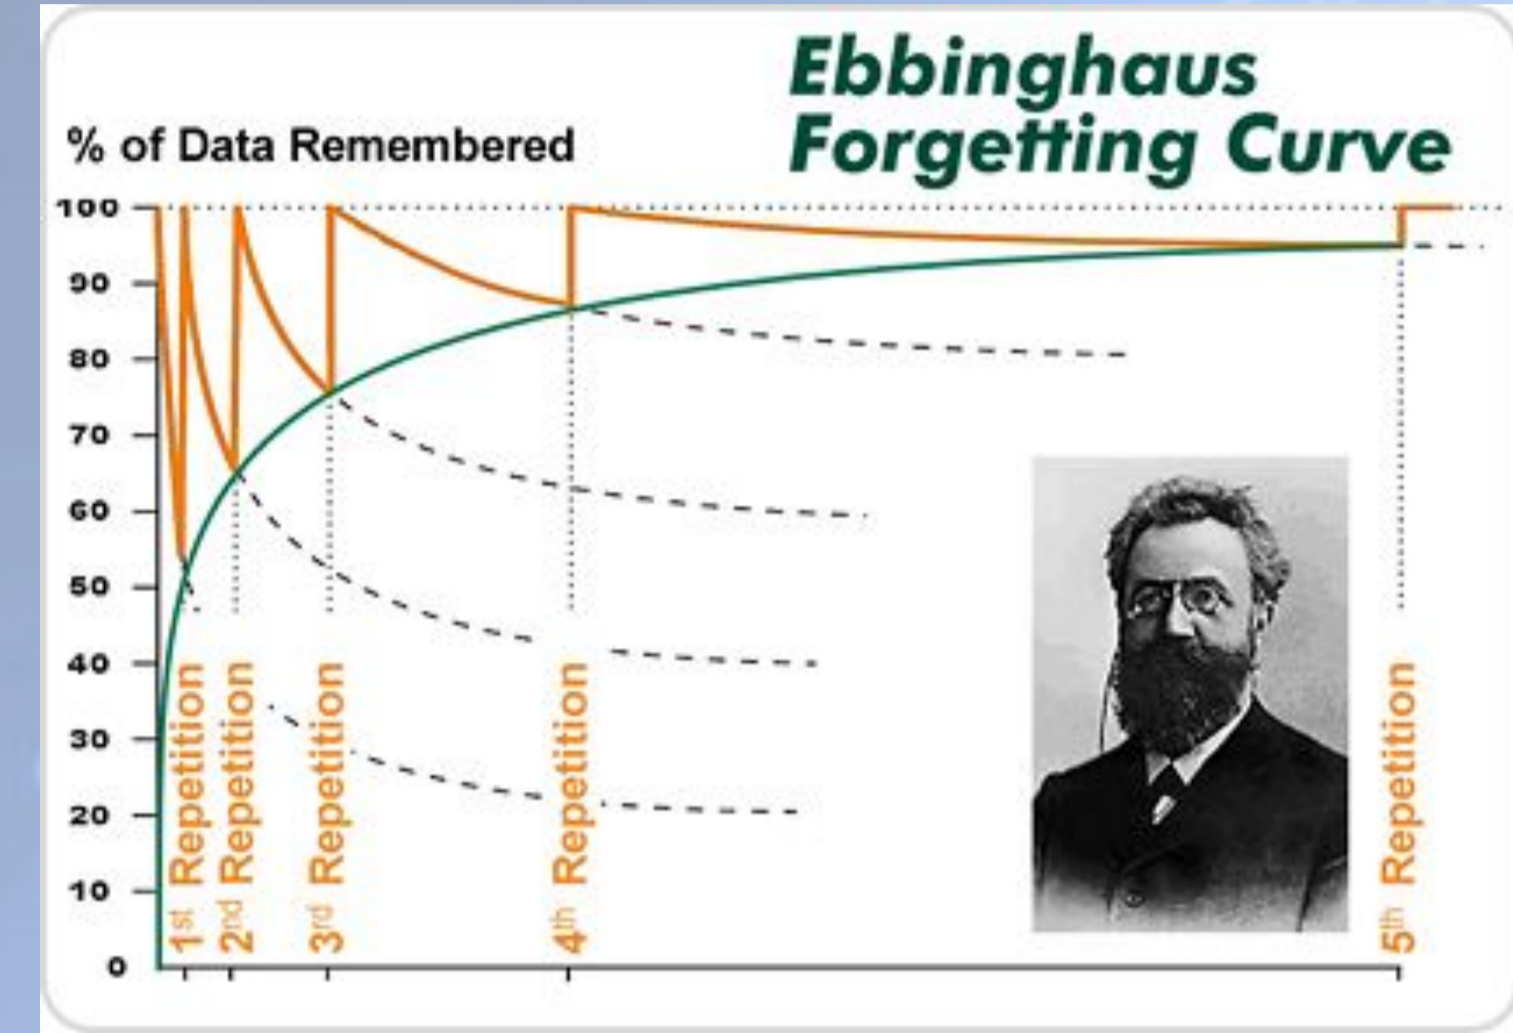 Ebbinghaus
Forgetting Curve
% of Data Remembered
100
90
80
70
60
50
40
30
20
10
0
1st Repetition
2nd Repetition
3rd Repetition
4th Repetition
5th Repetition